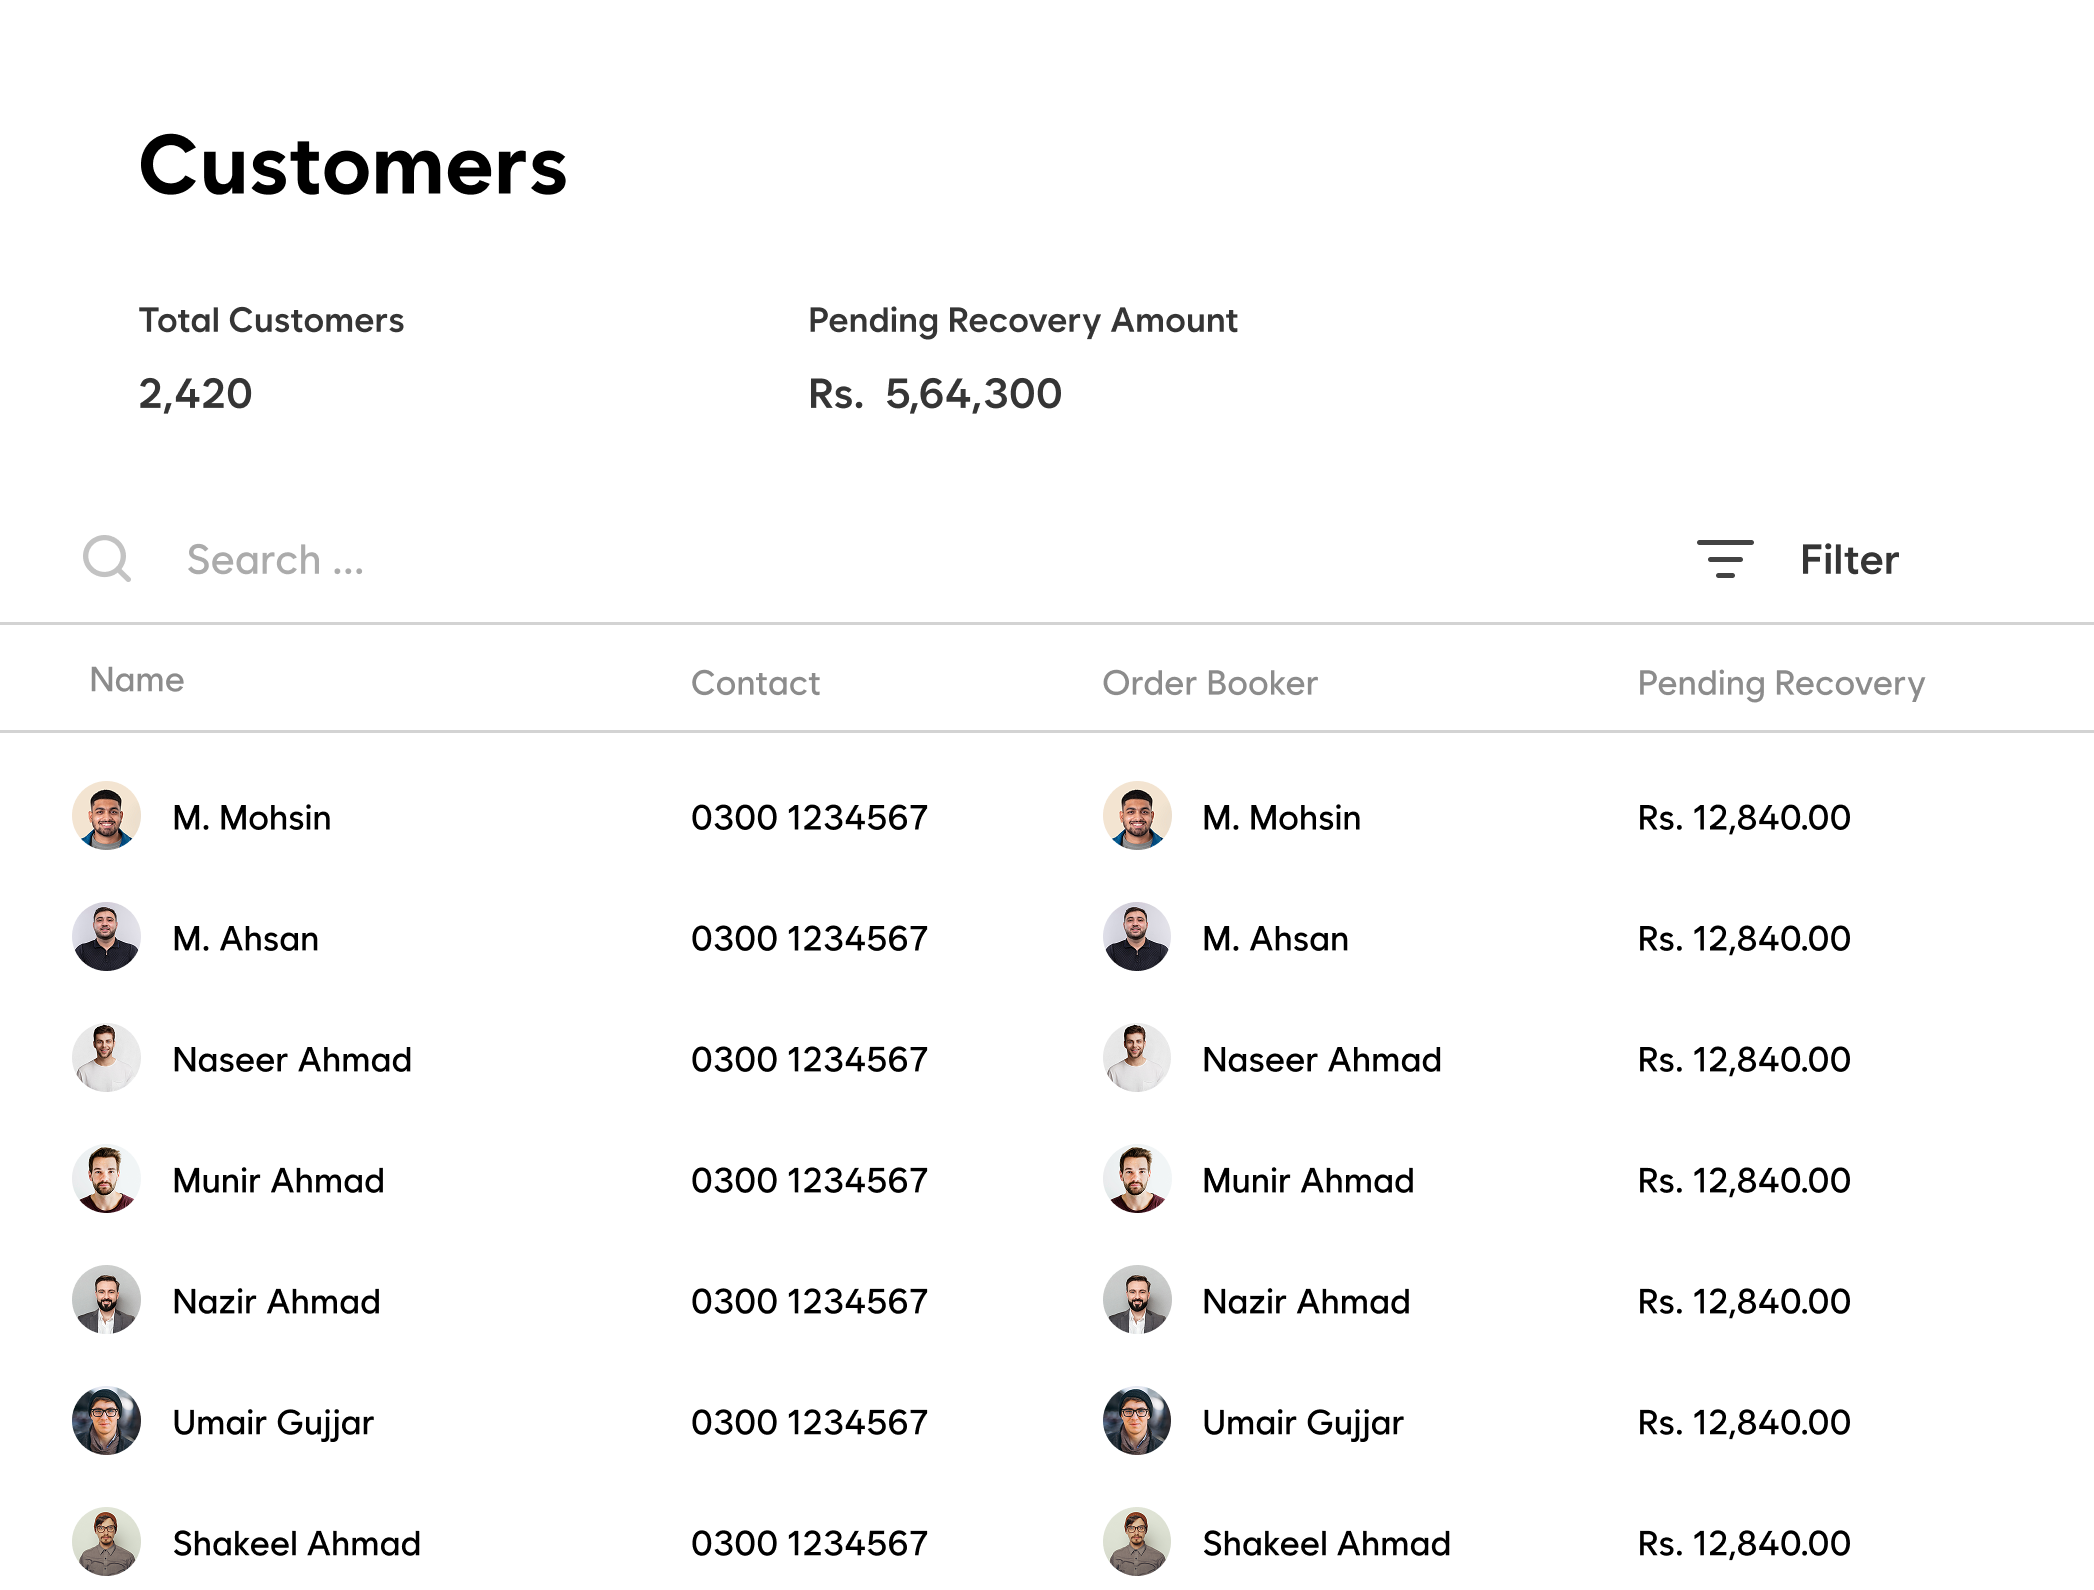 Customers
Total Customers Pending Recovery Amount
2,420 Rs. 5,64,300
Search ... Filter
Name Contact Order Booker Pending Recovery
M. Mohsin 0300 1234567 M. Mohsin Rs. 12,840.00
M. Ahsan 0300 1234567 M. Ahsan Rs. 12,840.00
Naseer Ahmad 0300 1234567 Naseer Ahmad Rs. 12,840.00
Munir Ahmad 0300 1234567 Munir Ahmad Rs. 12,840.00
Nazir Ahmad 0300 1234567 Nazir Ahmad Rs. 12,840.00
Umair Gujjar 0300 1234567 Umair Gujjar Rs. 12,840.00
Shakeel Ahmad 0300 1234567 Shakeel Ahmad Rs. 12,840.00